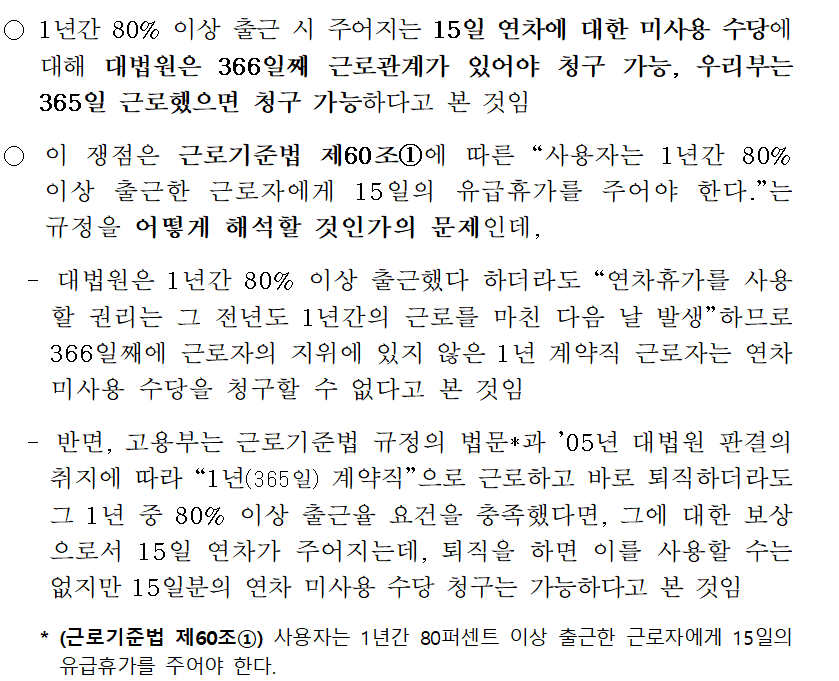 ○ 1년간 80% 이상 출근 시 주어지는 15일 연차에 대한 미사용 수당에
대해 대법원은 366일째 근로관계가 있어야 청구 가능, 우리부는
365일 근로했으면 청구 가능하다고 본 것임
○ 이 쟁점은 근로기준법 제60조①에 따른 “사용자는 1년간 80%
이상 출근한 근로자에게 15일의 유급휴가를 주어야 한다.”는
규정을 어떻게 해석할 것인가의 문제인데,
- 대법원은 1년간 80% 이상 출근했다 하더라도 “연차휴가를 사용
할 권리는 그 전년도 1년간의 근로를 마친 다음 날 발생”하므로
366일째에 근로자의 지위에 있지 않은 1년 계약직 근로자는 연차
미사용 수당을 청구할 수 없다고 본 것임
- 반면, 고용부는 근로기준법 규정의 법문*과 ’05년 대법원 판결의
취지에 따라 “1년(365일) 계약직”으로 근로하고 바로 퇴직하더라도
그 1년 중 80% 이상 출근율 요건을 충족했다면, 그에 대한 보상
으로서 15일 연차가 주어지는데, 퇴직을 하면 이를 사용할 수는
없지만 15일분의 연차 미사용 수당 청구는 가능하다고 본 것임
* (근로기준법 제60조①) 사용자는 1년간 80퍼센트 이상 출근한 근로자에게 15일의
유급휴가를 주어야 한다.